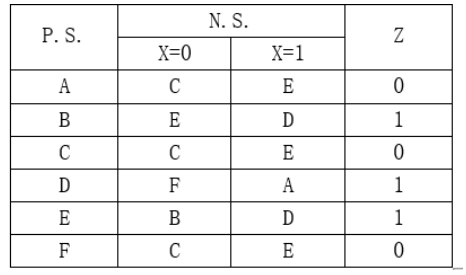 P.S. N.S. Z
X=0 X=1
A C E 0
B E D 1
C C E 0
D F A 1
E B D 1
F C E 0